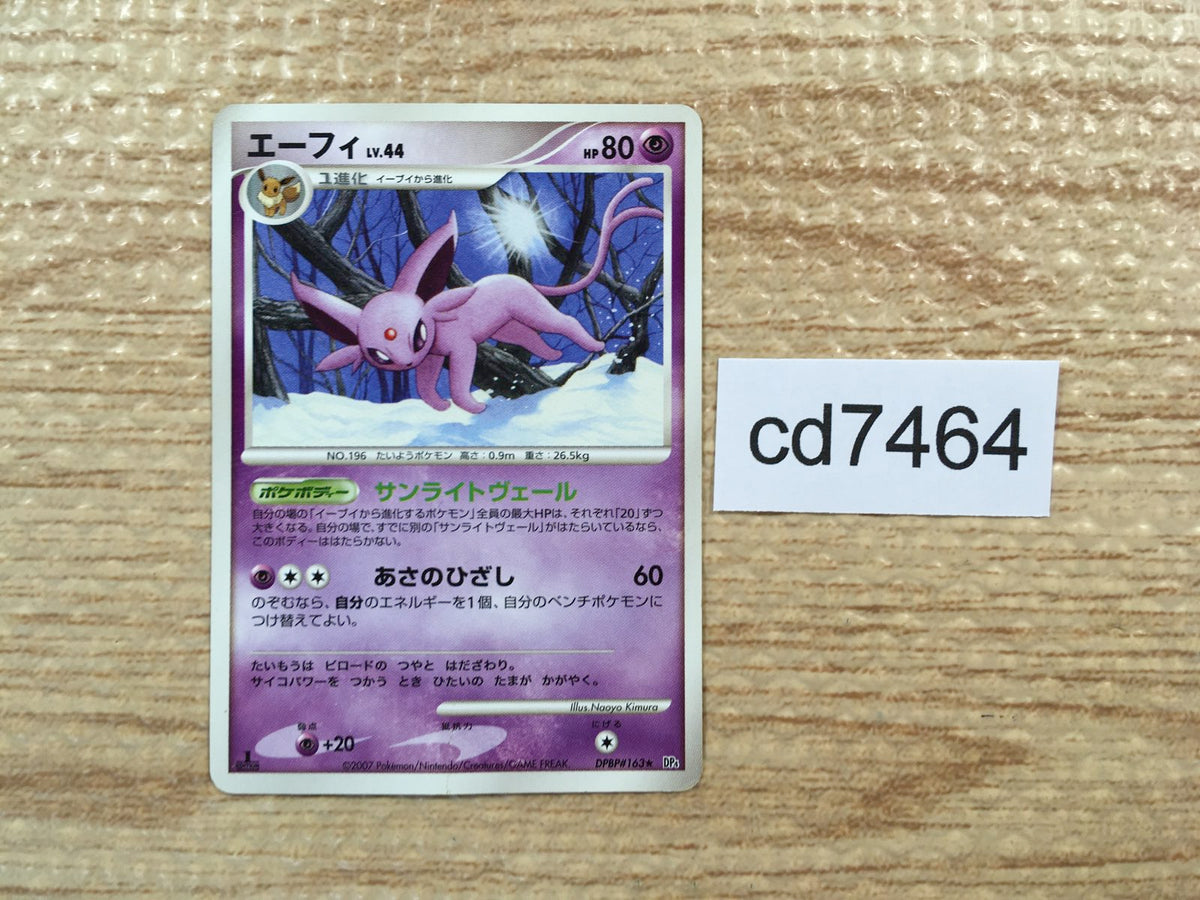 エーフィ LV.44 HP 80
1進化 イーブイから進化
NO.196 たいようポケモン 高さ：0.9m 重さ：26.5kg
ポケボディー サンライトヴェール
自分の場の「イーブイから進化するポケモン」全員の最大HPは、それぞれ「20」ずつ
大きくなる。自分の場で、すでに別の「サンライトヴェール」がはたらいているなら、
このボディーははたらかない。
あさのひざし 60
のぞむなら、自分のエネルギーを1個、自分のベンチポケモンに
つけ替えてよい。
たいもうは ビロードの つやと はだざわり。
サイコパワーを つかう とき ひたいの たまが かがやく。
Illus.Naoyo Kimura
弱点 抵抗力 にげる
+20
1 EDITION ©2007 Pokémon/Nintendo/Creatures/GAME FREAK. DPBP#163★
cd7464